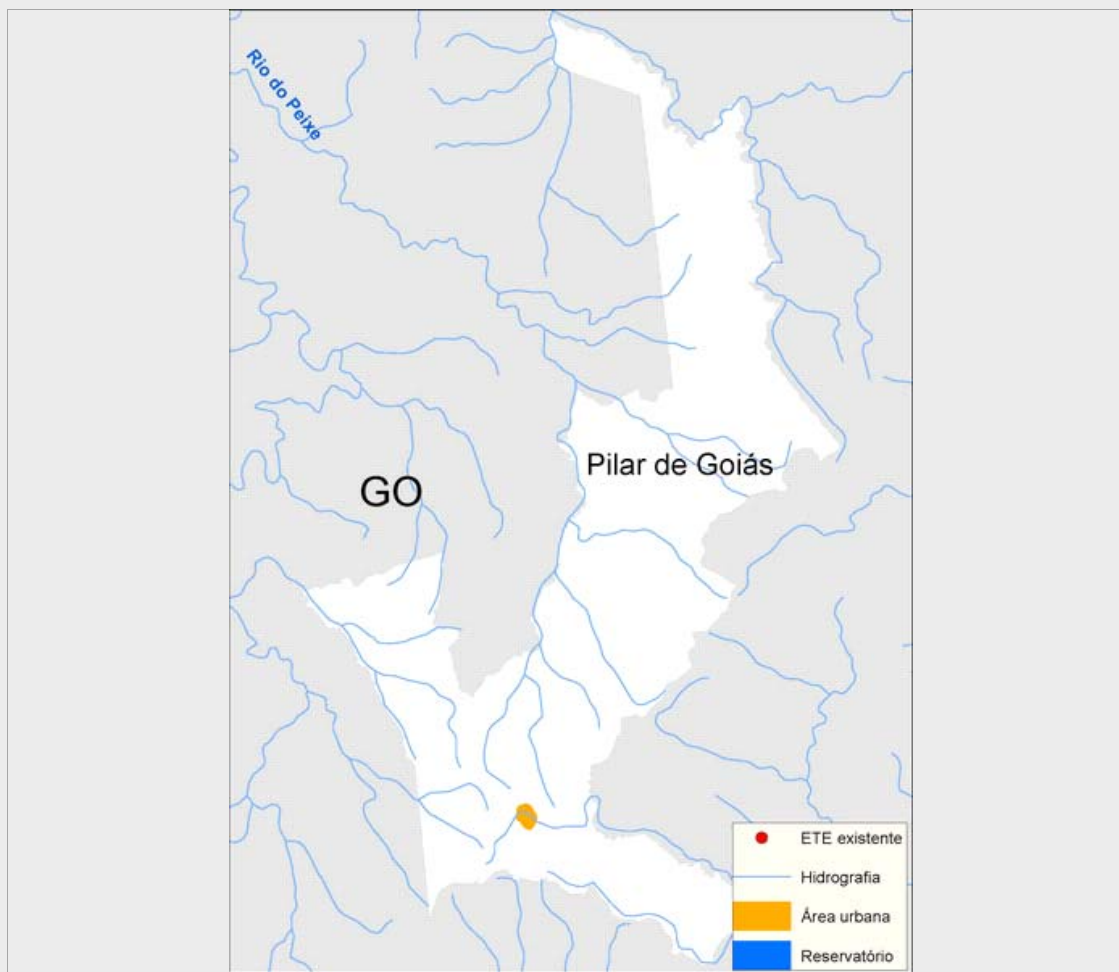 Rio do Peixe
Pilar de Goiás
GO
ETE existente
Hidrografia
Área urbana
Reservatório